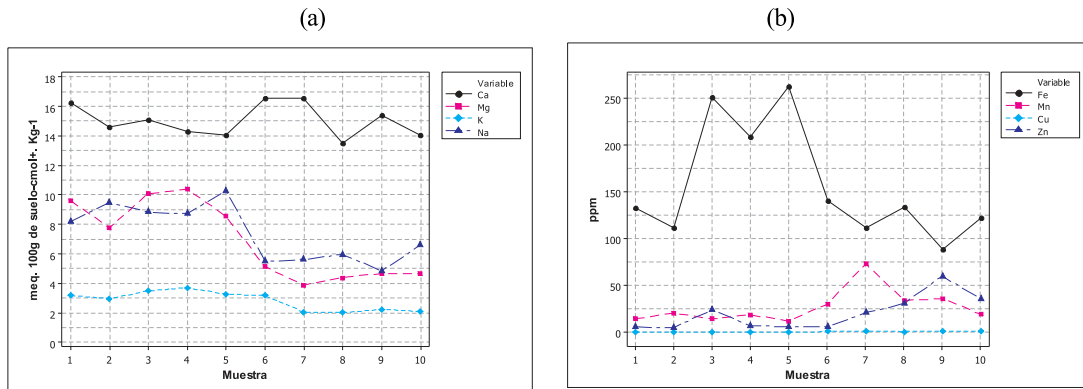 (a)
(b)
18
16
14
12
10
8
6
4
2
0
meq. 100g de suelo-cmol+. Kg-1
1 2 3 4 5 6 7 8 9 10
Muestra
Variable
Ca
Mg
K
Na
250
200
150
100
50
0
ppm
1 2 3 4 5 6 7 8 9 10
Muestra
Variable
Fe
Mn
Cu
Zn